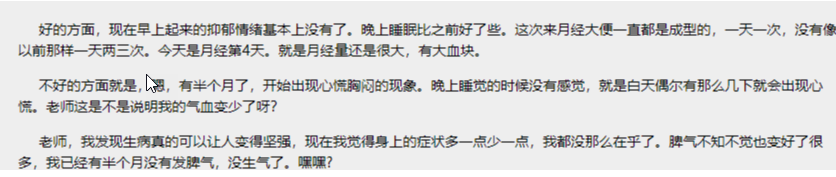 好的方面，现在早上起来的抑郁情绪基本上没有了。晚上睡眠比之前好了些。这次来月经大便一直都是成型的，一天一次，没有像
以前那样一天两三次。今天是月经第4天。就是月经量还是很大，有大血块。
不好的方面就是，恩，有半个月了，开始出现心慌胸闷的现象。晚上睡觉的时候没有感觉，就是白天偶尔有那么几下就会出现心
慌。老师这是不是说明我的气血变少了呀?
老师，我发现生病真的可以让人变得坚强，现在我觉得身上的症状多一点少一点，我都没那么在乎了。脾气不知不觉也变好了很
多，我已经有半个月没有发脾气，没生气了。嘿嘿?